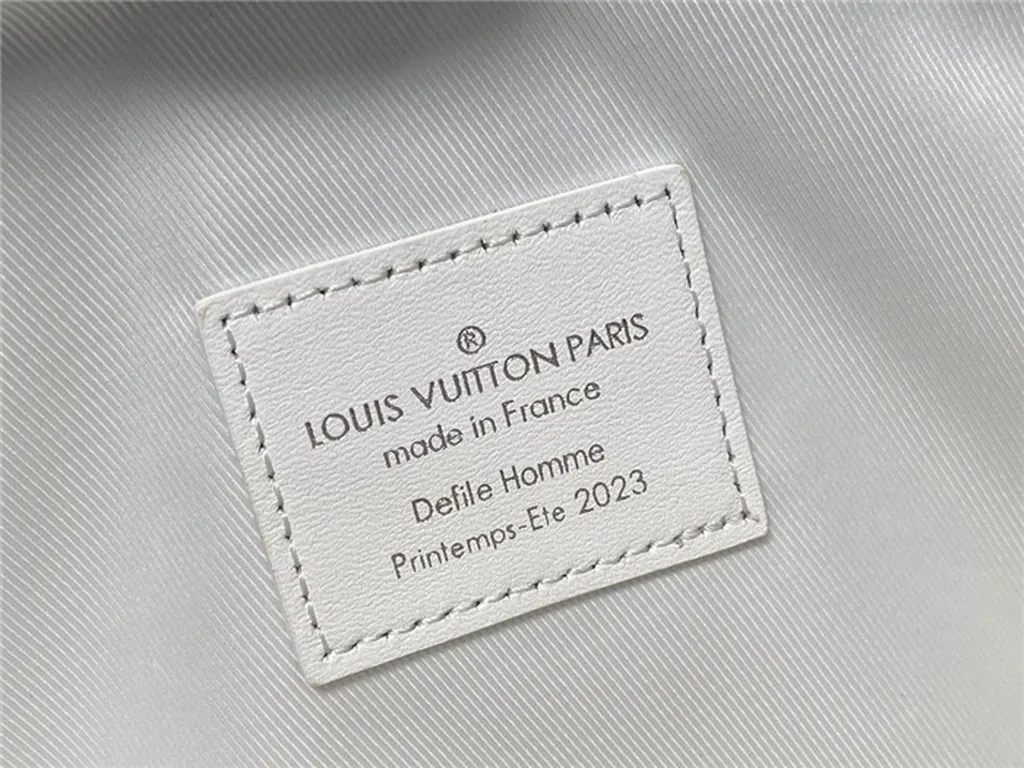 ®
LOUIS VUITTON PARIS
made in France
Defile Homme
Printemps-Ete 2023